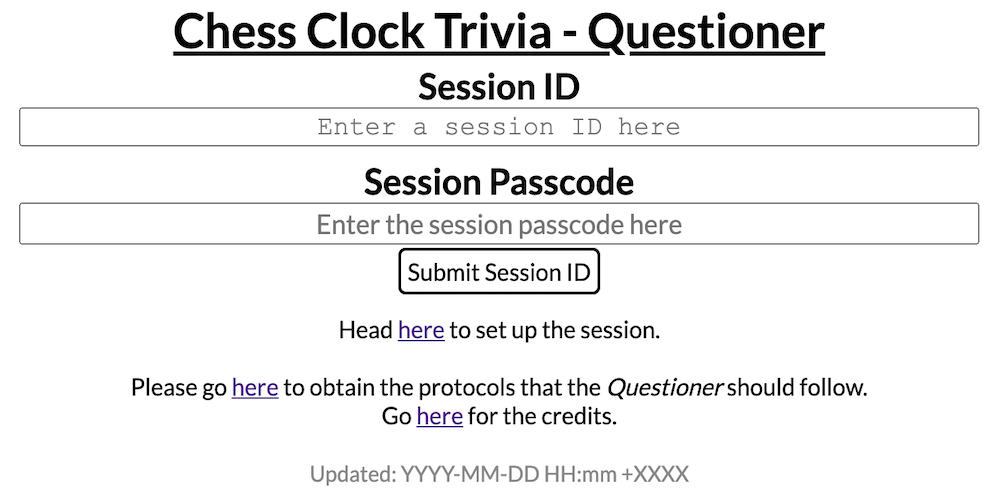 Chess Clock Trivia - Questioner
Session ID
Enter a session ID here
Session Passcode
Enter the session passcode here
Submit Session ID
Head here to set up the session.
Please go here to obtain the protocols that the Questioner should follow.
Go here for the credits.
Updated: YYYY-MM-DD HH:mm +XXXX